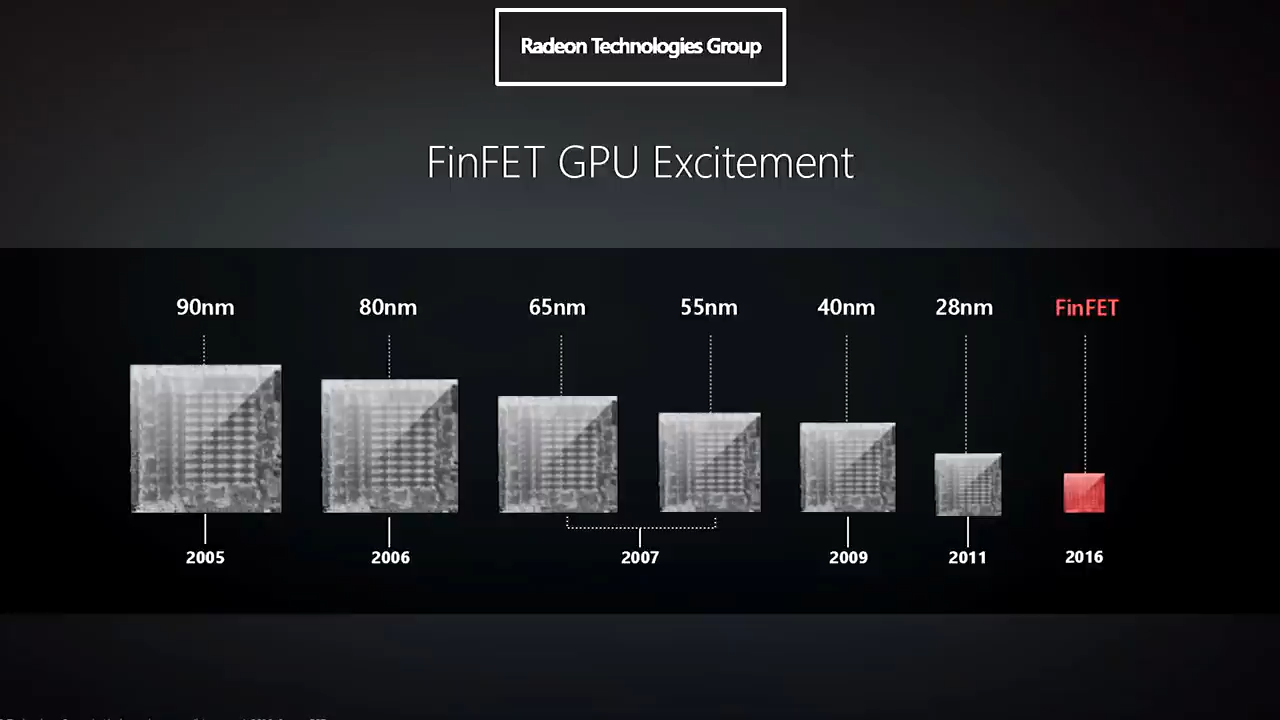 Radeon Technologies Group
FinFET GPU Excitement
90nm 80nm 65nm 55nm 40nm 28nm FinFET
2005 2006 2007 2009 2011 2016